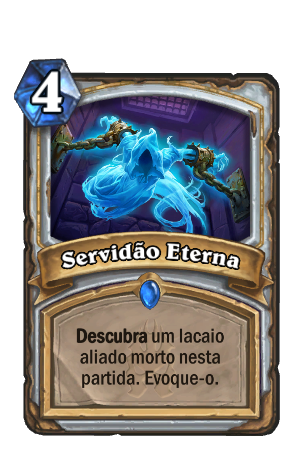 4
Servidão Eterna
Descubra um lacaio
aliado morto nesta
partida. Evoque-o.